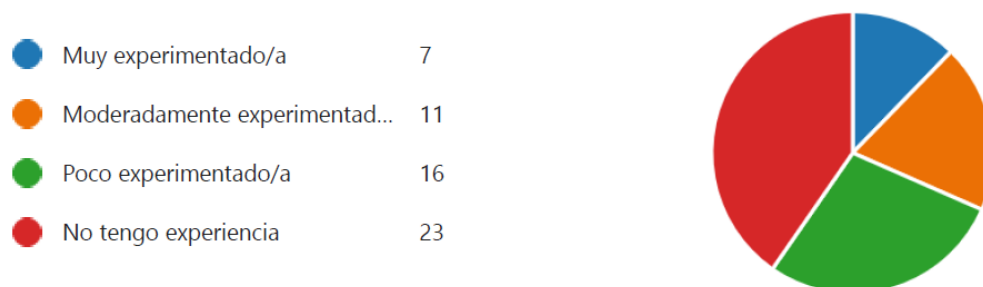 Muy experimentado/a 7
Moderadamente experimentad... 11
Poco experimentado/a 16
No tengo experiencia 23